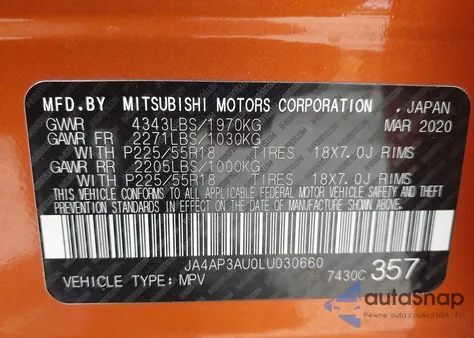 MFD.BY MITSUBISHI MOTORS CORPORATION . JAPAN
GVWR 4343LBS/1970KG MAR 2020
GAWR FR 2271LBS/1030KG
WITH P225/55R18 TIRES 18X7.0J RIMS
GAWR RR 2205LBS/1000KG
WITH P225/55R18 TIRES 18X7.0J RIMS
THIS VEHICLE CONFORMS TO ALL APPLICABLE FEDERAL MOTOR VEHICLE SAFETY AND THEFT
PREVENTION STANDARDS IN EFFECT ON THE DATE OF MANUFACTURE SHOWN ABOVE.
JA4AP3AU0LU030660
VEHICLE TYPE: MPV 7430C 357
autoSnap
Pewne auta z USA i